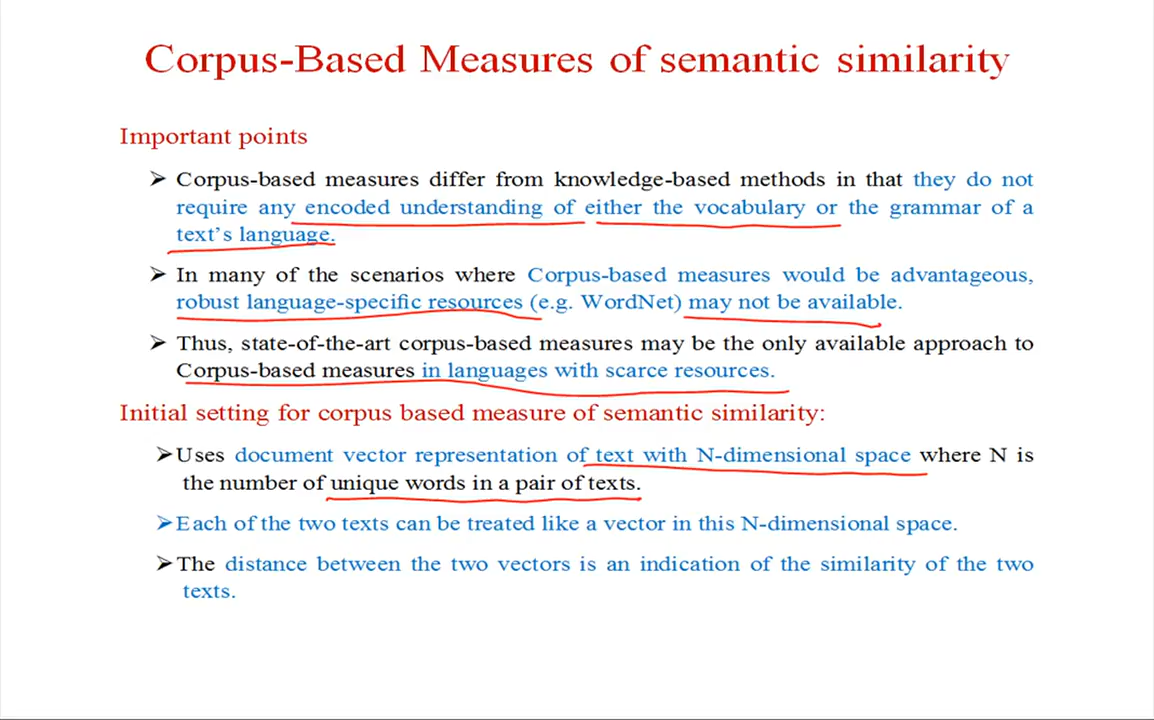 Corpus-Based Measures of semantic similarity
Important points
➢ Corpus-based measures differ from knowledge-based methods in that they do not
require any encoded understanding of either the vocabulary or the grammar of a
text's language.
➢ In many of the scenarios where Corpus-based measures would be advantageous,
robust language-specific resources (e.g. WordNet) may not be available.
➢ Thus, state-of-the-art corpus-based measures may be the only available approach to
Corpus-based measures in languages with scarce resources.
Initial setting for corpus based measure of semantic similarity:
➢Uses document vector representation of text with N-dimensional space where N is
the number of unique words in a pair of texts.
➢Each of the two texts can be treated like a vector in this N-dimensional space.
➢The distance between the two vectors is an indication of the similarity of the two
texts.